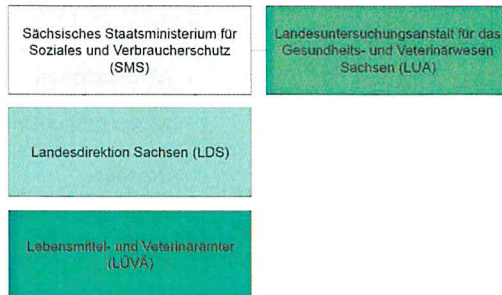 Sächsisches Staatsministerium für
Soziales und Verbraucherschutz
(SMS)
Landesuntersuchungsanstalt für das
Gesundheits- und Veterinärwesen
Sachsen (LUA)
Landesdirektion Sachsen (LDS)
Lebensmittel- und Veterinärämter
(LÜVÄ)